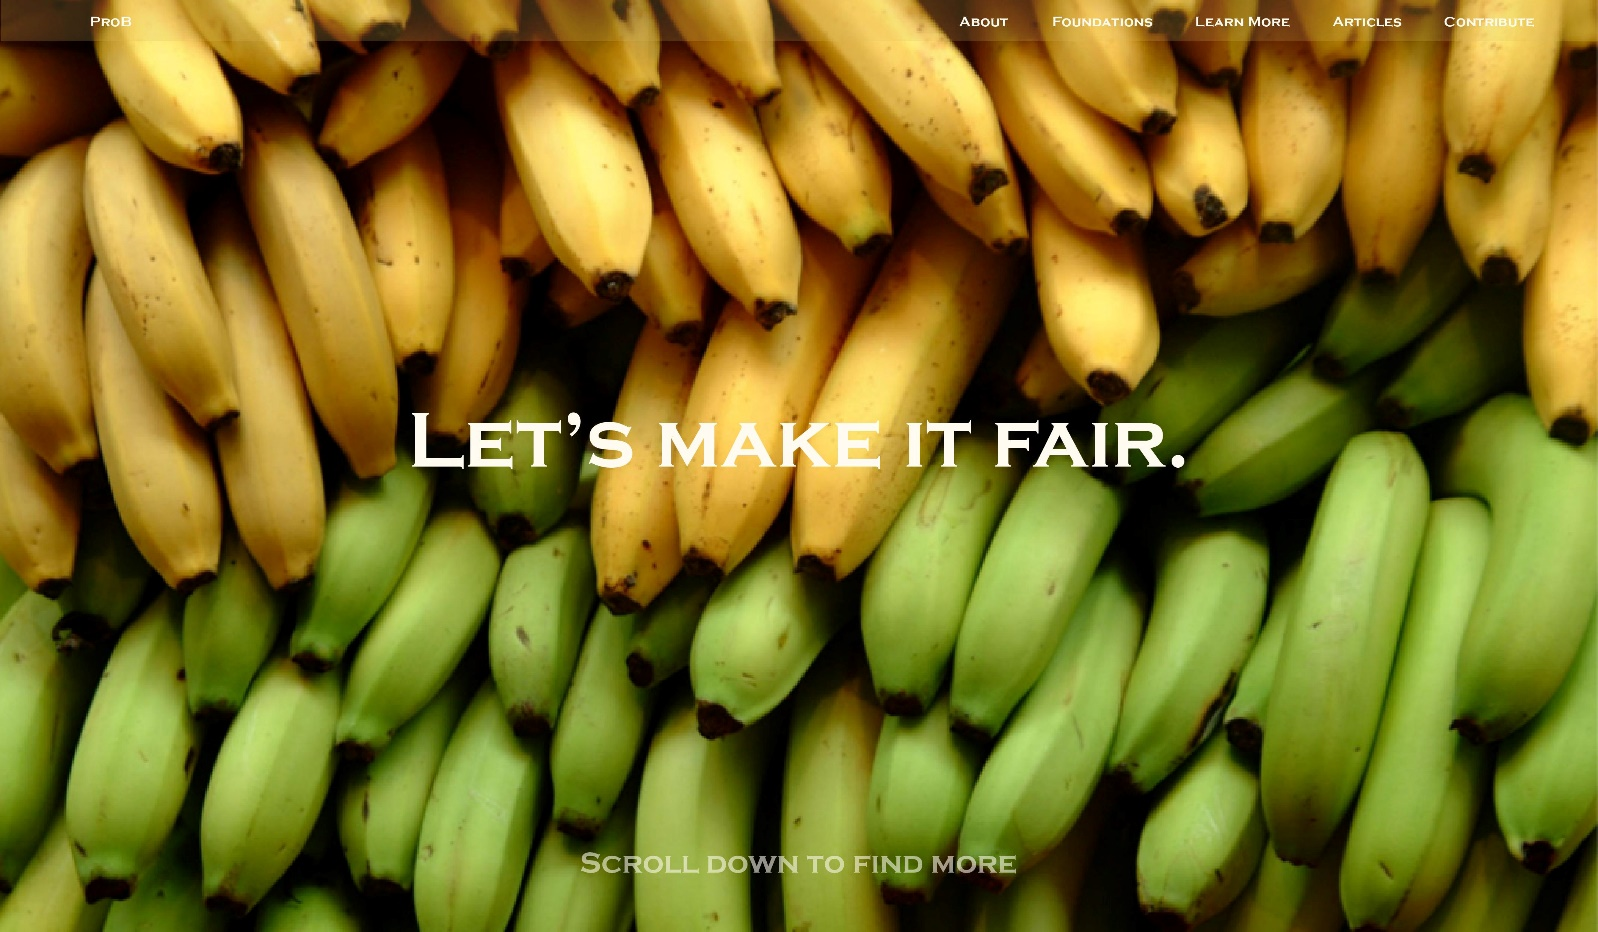 ProB About Foundations Learn More Articles Contribute
Let's make it fair.
Scroll down to find more